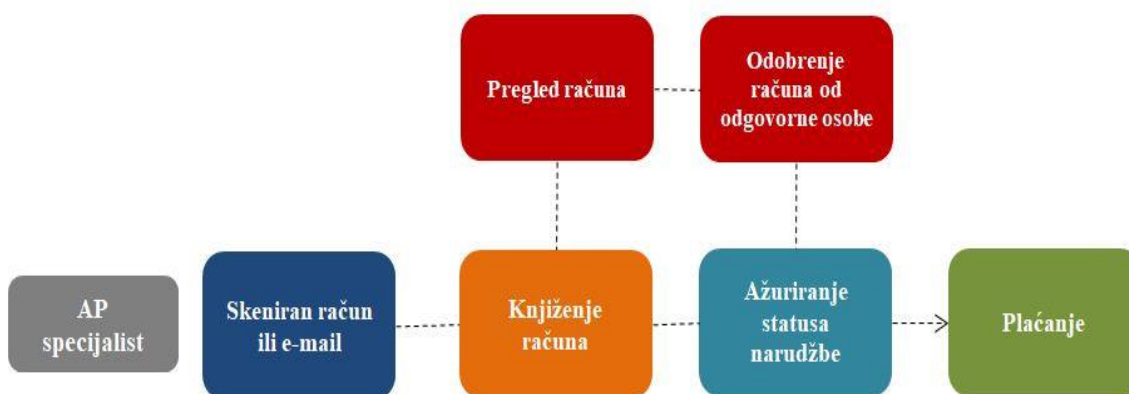 Pregled računa
Odobrenje
računa od
odgovorne osobe
AP
specijalist
Skeniran račun
ili e-mail
Knjiženje
računa
Ažuriranje
statusa
narudžbe
Plaćanje